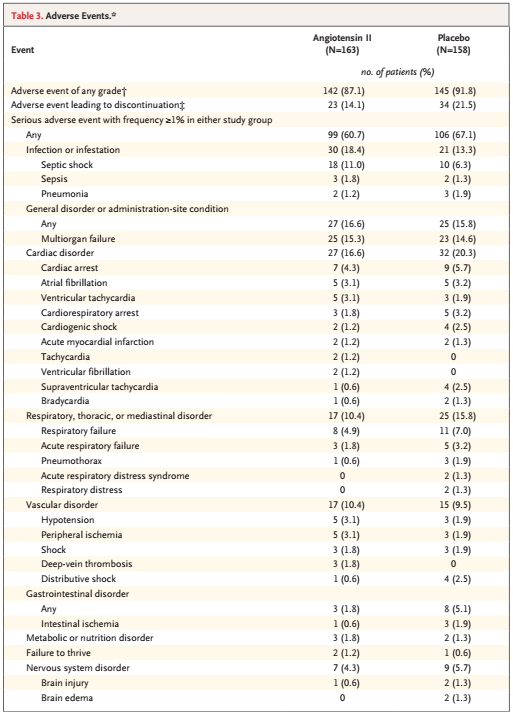 Table 3. Adverse Events.*
Event Angiotensin II (N=163) Placebo (N=158)
no. of patients (%)
Adverse event of any grade† 142 (87.1) 145 (91.8)
Adverse event leading to discontinuation‡ 23 (14.1) 34 (21.5)
Serious adverse event with frequency ≥1% in either study group
Any 99 (60.7) 106 (67.1)
Infection or infestation 30 (18.4) 21 (13.3)
Septic shock 18 (11.0) 10 (6.3)
Sepsis 3 (1.8) 2 (1.3)
Pneumonia 2 (1.2) 3 (1.9)
General disorder or administration-site condition
Any 27 (16.6) 25 (15.8)
Multiorgan failure 25 (15.3) 23 (14.6)
Cardiac disorder 27 (16.6) 32 (20.3)
Cardiac arrest 7 (4.3) 9 (5.7)
Atrial fibrillation 5 (3.1) 5 (3.2)
Ventricular tachycardia 5 (3.1) 3 (1.9)
Cardiorespiratory arrest 3 (1.8) 5 (3.2)
Cardiogenic shock 2 (1.2) 4 (2.5)
Acute myocardial infarction 2 (1.2) 2 (1.3)
Tachycardia 2 (1.2) 0
Ventricular fibrillation 2 (1.2) 0
Supraventricular tachycardia 1 (0.6) 4 (2.5)
Bradycardia 1 (0.6) 2 (1.3)
Respiratory, thoracic, or mediastinal disorder 17 (10.4) 25 (15.8)
Respiratory failure 8 (4.9) 11 (7.0)
Acute respiratory failure 3 (1.8) 5 (3.2)
Pneumothorax 1 (0.6) 3 (1.9)
Acute respiratory distress syndrome 0 2 (1.3)
Respiratory distress 0 2 (1.3)
Vascular disorder 17 (10.4) 15 (9.5)
Hypotension 5 (3.1) 3 (1.9)
Peripheral ischemia 5 (3.1) 3 (1.9)
Shock 3 (1.8) 3 (1.9)
Deep-vein thrombosis 3 (1.8) 0
Distributive shock 1 (0.6) 4 (2.5)
Gastrointestinal disorder
Any 3 (1.8) 8 (5.1)
Intestinal ischemia 1 (0.6) 3 (1.9)
Metabolic or nutrition disorder 3 (1.8) 2 (1.3)
Failure to thrive 2 (1.2) 1 (0.6)
Nervous system disorder 7 (4.3) 9 (5.7)
Brain injury 1 (0.6) 2 (1.3)
Brain edema 0 2 (1.3)